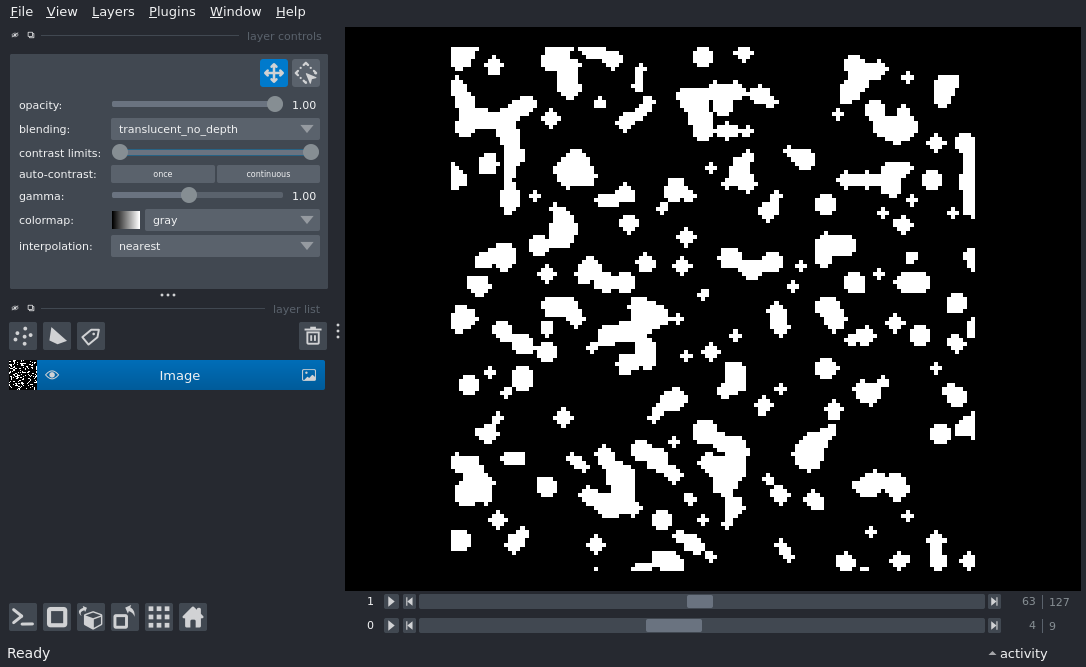 File View Layers Plugins Window Help
layer controls
opacity: 1.00
blending: translucent_no_depth
contrast limits:
auto-contrast: once continuous
gamma: 1.00
colormap: gray
interpolation: nearest
layer list
Image
1 63 127
0 4 9
Ready activity